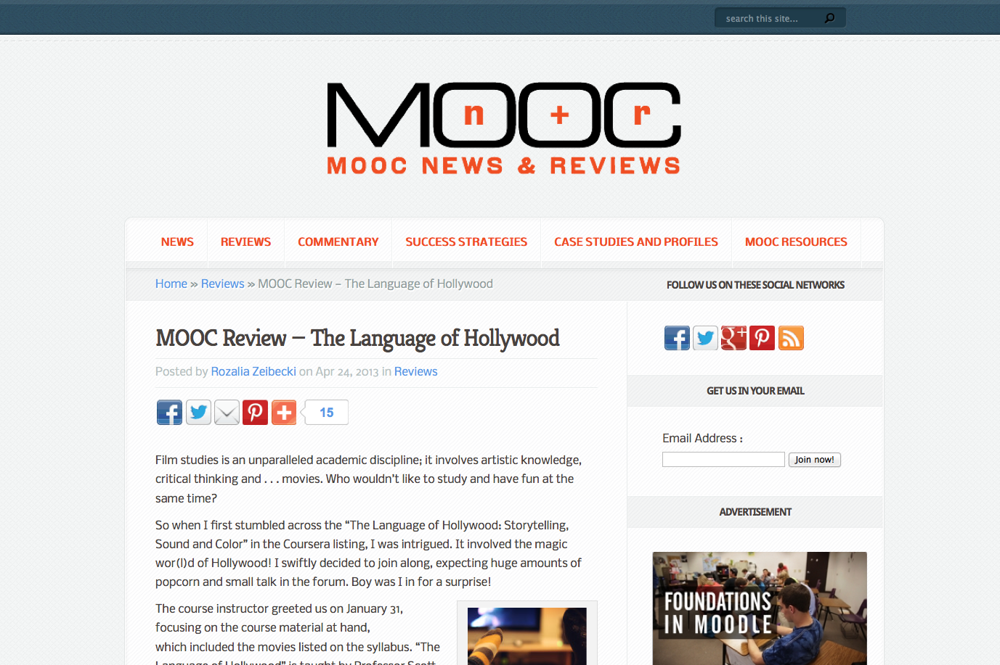 search this site...
MOOC
n + r
MOOC NEWS & REVIEWS
NEWS
REVIEWS
COMMENTARY
SUCCESS STRATEGIES
CASE STUDIES AND PROFILES
MOOC RESOURCES
Home » Reviews » MOOC Review – The Language of Hollywood
MOOC Review – The Language of Hollywood
Posted by Rozalia Zeibecki on Apr 24, 2013 in Reviews
15
Film studies is an unparalleled academic discipline; it involves artistic knowledge,
critical thinking and . . . movies. Who wouldn't like to study and have fun at the
same time?
So when I first stumbled across the “The Language of Hollywood: Storytelling,
Sound and Color” in the Coursera listing, I was intrigued. It involved the magic
wor(l)d of Hollywood! I swiftly decided to join along, expecting huge amounts of
popcorn and small talk in the forum. Boy was I in for a surprise!
The course instructor greeted us on January 31,
focusing on the course material at hand,
which included the movies listed on the syllabus. “The
Language of Hollywood” is taught by Professor Scott
FOLLOW US ON THESE SOCIAL NETWORKS
GET US IN YOUR EMAIL
Email Address :
Join now!
ADVERTISEMENT
FOUNDATIONS
IN MOODLE